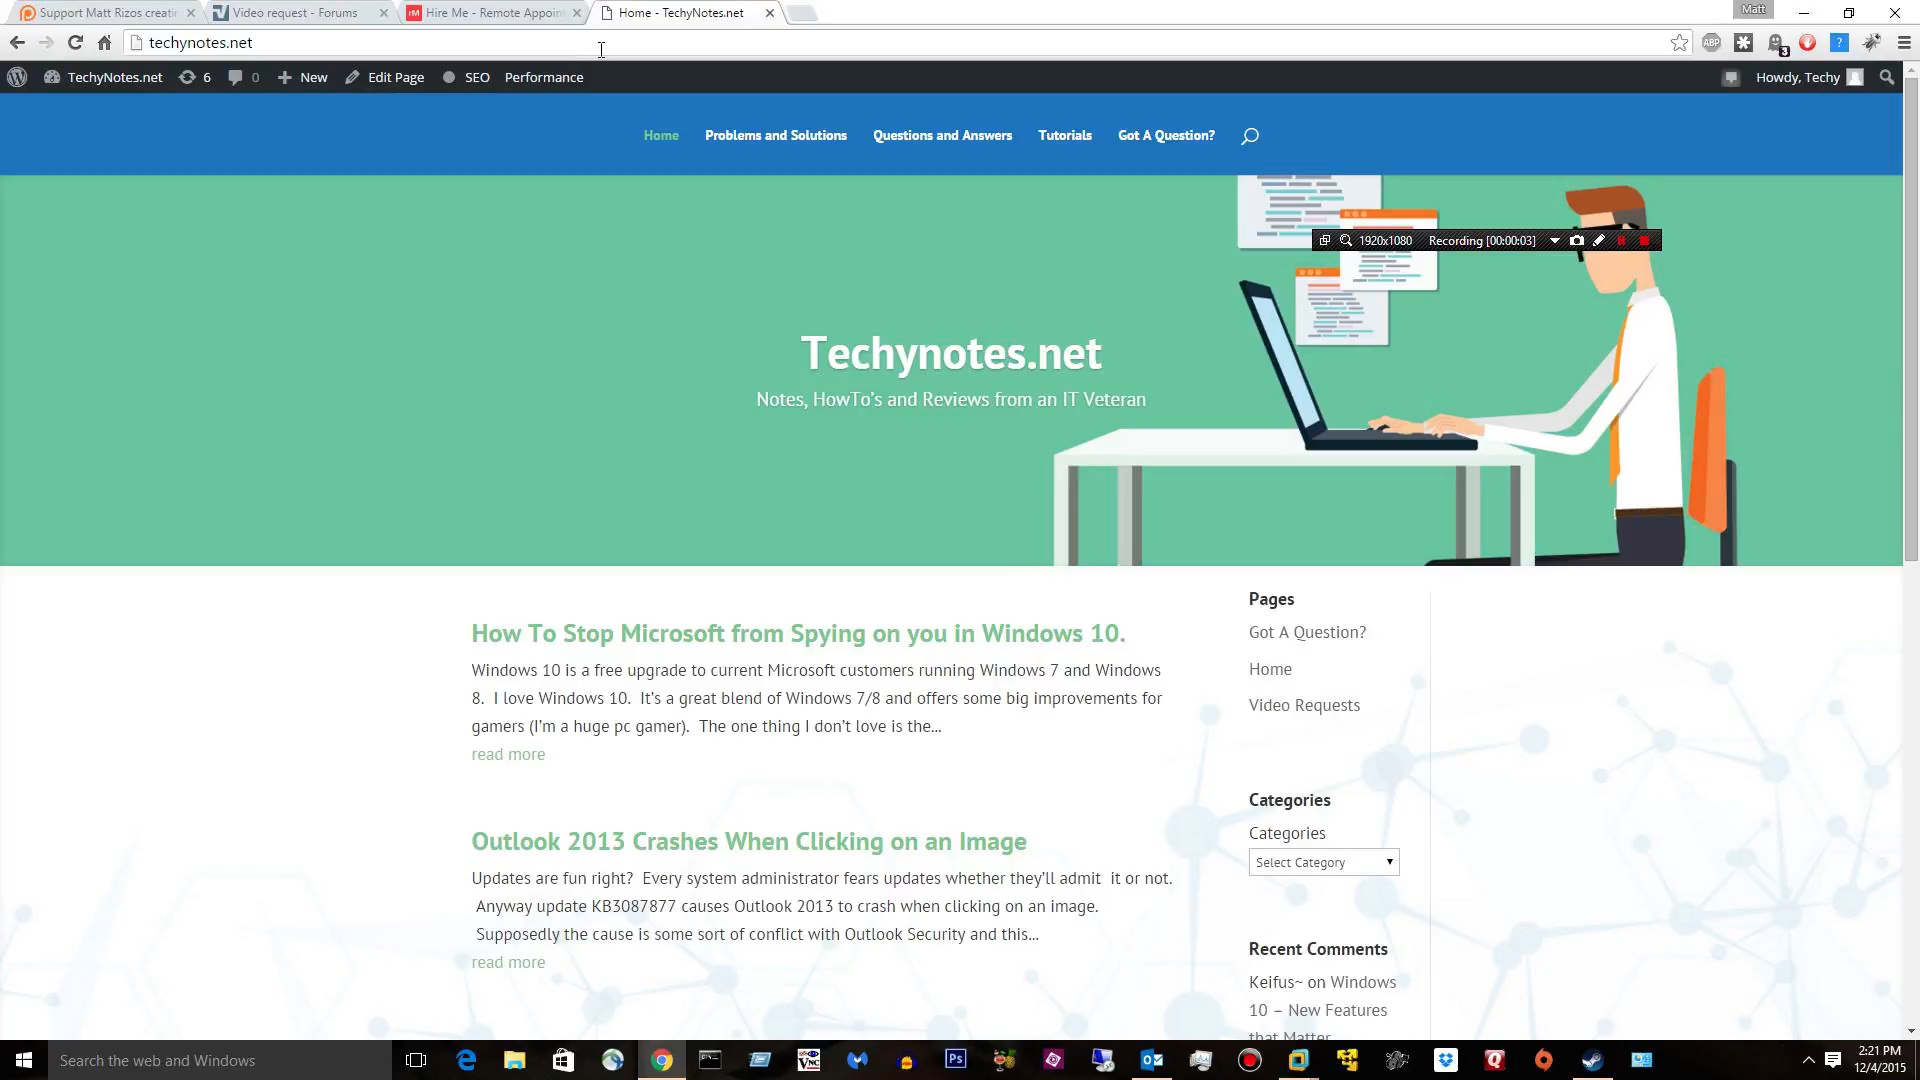 Support Matt Rizos creatin
Video request - Forums
Hire Me - Remote Appoin
Home - TechyNotes.net
Matt
techynotes.net
ABP
3
?
TechyNotes.net
6
0
New
Edit Page
SEO
Performance
Howdy, Techy
Home
Problems and Solutions
Questions and Answers
Tutorials
Got A Question?
1920x1080
Recording [00:00:03]
Techynotes.net
Notes, HowTo's and Reviews from an IT Veteran
How To Stop Microsoft from Spying on you in Windows 10.
Windows 10 is a free upgrade to current Microsoft customers running Windows 7 and Windows
8. I love Windows 10. It's a great blend of Windows 7/8 and offers some big improvements for
gamers (I'm a huge pc gamer). The one thing I don't love is the...
read more
Outlook 2013 Crashes When Clicking on an Image
Updates are fun right? Every system administrator fears updates whether they'll admit it or not.
Anyway update KB3087877 causes Outlook 2013 to crash when clicking on an image.
Supposedly the cause is some sort of conflict with Outlook Security and this...
read more
Pages
Got A Question?
Home
Video Requests
Categories
Categories
Select Category
Recent Comments
Keifus~ on Windows
10 – New Features
that Matter
Search the web and Windows
Ps
2:21 PM
12/4/2015